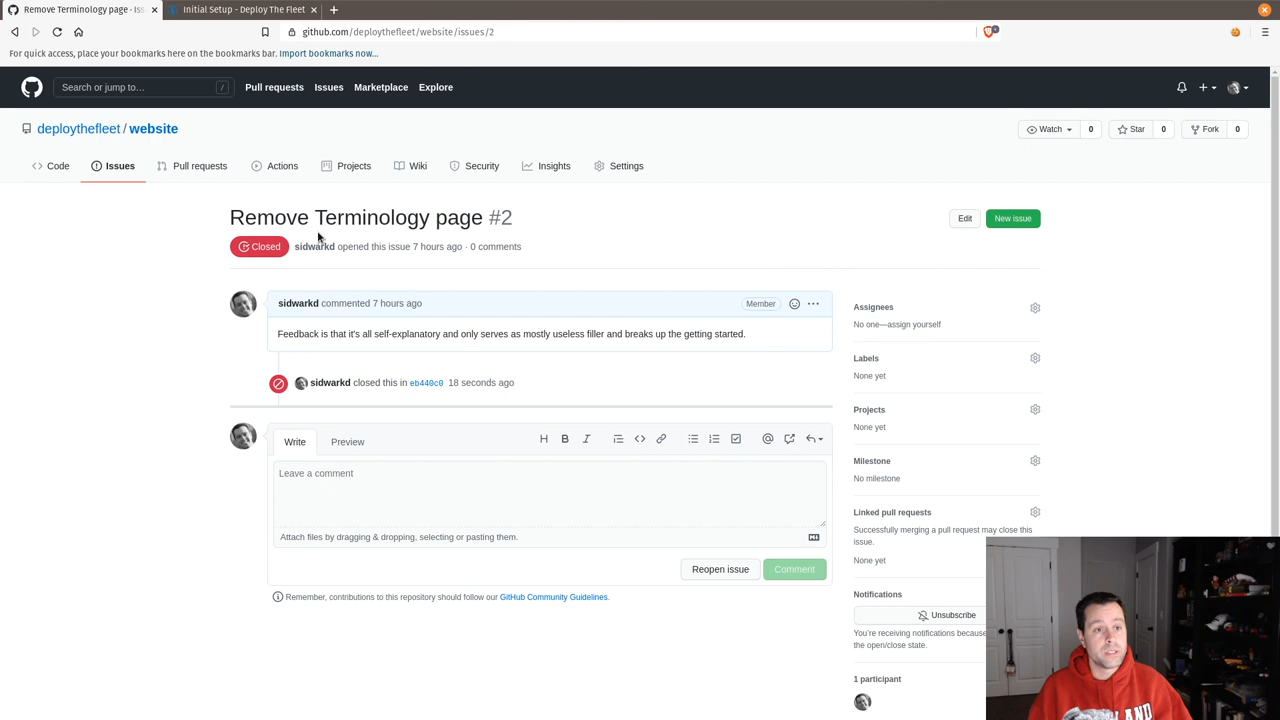 Remove Terminology page · Iss
Initial Setup - Deploy The Fleet
github.com/deploythefleet/website/issues/2
For quick access, place your bookmarks here on the bookmarks bar. Import bookmarks now...
Search or jump to…
/
Pull requests
Issues
Marketplace
Explore
deploythefleet / website
Watch
0
Star
0
Fork
0
Code
Issues
Pull requests
Actions
Projects
Wiki
Security
Insights
Settings
Remove Terminology page #2
Edit
New issue
Closed
sidwarkd opened this issue 7 hours ago · 0 comments
sidwarkd commented 7 hours ago
Member
Feedback is that it's all self-explanatory and only serves as mostly useless filler and breaks up the getting started.
sidwarkd closed this in eb440c0 18 seconds ago
Write
Preview
H
B
I
Leave a comment
Attach files by dragging & dropping, selecting or pasting them.
Reopen issue
Comment
Remember, contributions to this repository should follow our GitHub Community Guidelines.
Assignees
No one—assign yourself
Labels
None yet
Projects
None yet
Milestone
No milestone
Linked pull requests
Successfully merging a pull request may close this
issue.
None yet
Notifications
Unsubscribe
You're receiving notifications because
the open/close state.
1 participant